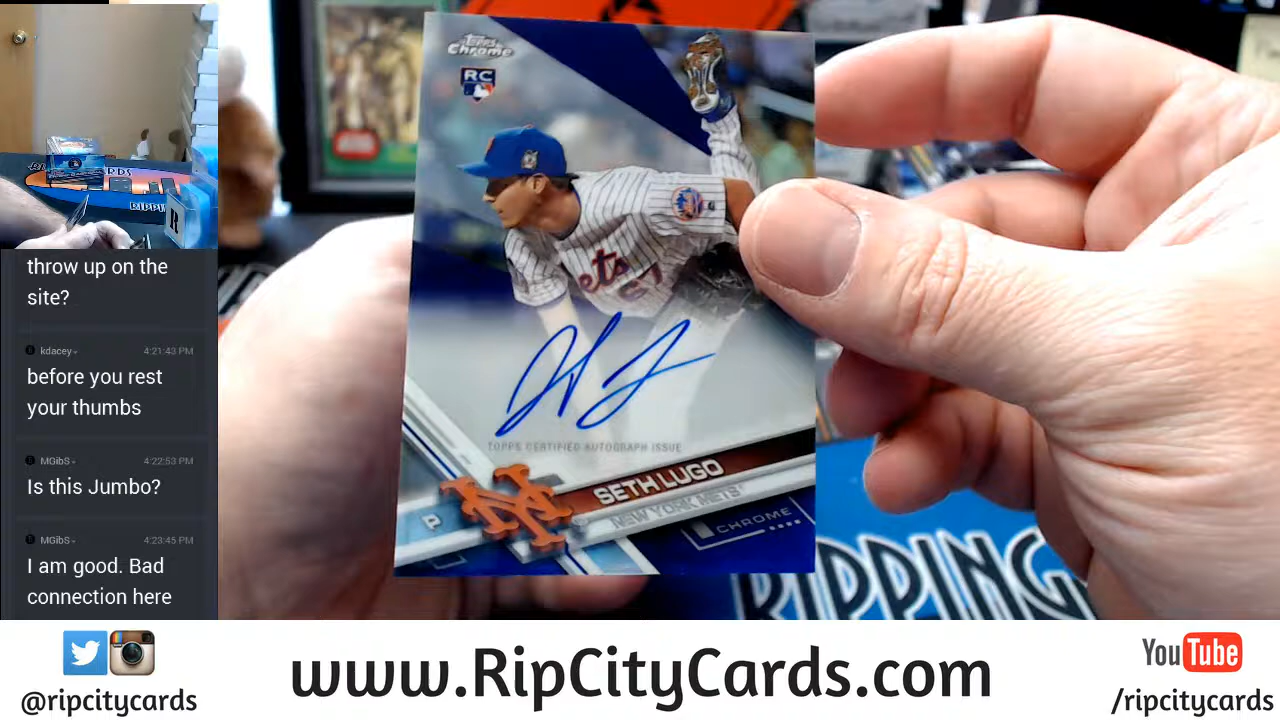 throw up on the
site?
kdacey
4:21:43 PM
before you rest
your thumbs
MGibS
4:22:53 PM
Is this Jumbo?
MGibS
4:23:45 PM
I am good. Bad
connection here
RIPPIN
R
TOPPS
Chrome
RC
Mets
TOPPS CERTIFIED AUTOGRAPH ISSUE
SETH LUGO
NEW YORK METS
P
NY
CHROME
RIPPING
@ripcitycards
www.RipCityCards.com
YouTube
/ripcitycards